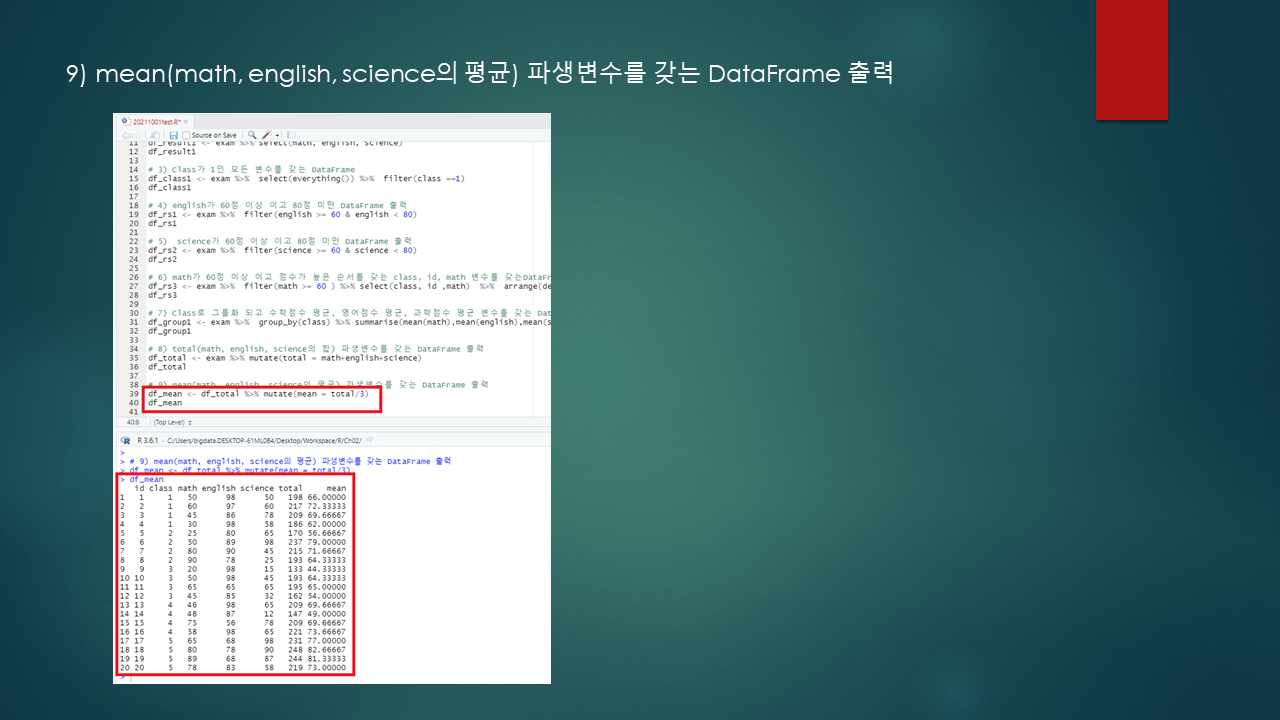 9) mean(math, english, science의 평균) 파생변수를 갖는 DataFrame 출력
20211001test.R*
Source on Save
11 df_result1 <- exam %>% select(math, english, science)
12 df_result1
13
14 # 3) Class가 1인 모든 변수를 갖는 DataFrame
15 df_class1 <- exam %>%  select(everything()) %>%  filter(class ==1)
16 df_class1
17
18 # 4) english가 60점 이상 이고 80점 미만 DataFrame 출력
19 df_rs1 <- exam %>%  filter(english >= 60 & english < 80)
20 df_rs1
21
22 # 5)  science가 60점 이상 이고 80점 미만 DataFrame 출력
23 df_rs2 <- exam %>%  filter(science >= 60 & science < 80)
24 df_rs2
25
26 # 6) math가 60점 이상 이고 점수가 높은 순서를 갖는 class, id, math 변수를 갖는DataFr
27 df_rs3 <- exam %>%  filter(math >= 60 ) %>% select(class, id ,math)  %>%  arrange(de
28 df_rs3
29
30 # 7) Class로 그룹화 되고 수학점수 평균, 영어점수 평균, 과학점수 평균 변수를 갖는 Dat
31 df_group1 <- exam %>%  group_by(class) %>% summarise(mean(math),mean(english),mean(s
32 df_group1
33
34 # 8) total(math, english, science의 합) 파생변수를 갖는 DataFrame 출력
35 df_total <- exam %>% mutate(total = math+english+science)
36 df_total
37
38 # 9) mean(math, english, science의 평균) 파생변수를 갖는 DataFrame 출력
39 df_mean <- df_total %>% mutate(mean = total/3)
40 df_mean
41
40:8 (Top Level)
R 3.6.1 · C:/Users/bigdata.DESKTOP-61ML0B4/Desktop/Workspace/R/Ch02/
>
> # 9) mean(math, english, science의 평균) 파생변수를 갖는 DataFrame 출력
> df_mean <- df_total %>% mutate(mean = total/3)
> df_mean
id class math english science total mean
1 1 1 50 98 50 198 66.00000
2 2 1 60 97 60 217 72.33333
3 3 1 45 86 78 209 69.66667
4 4 1 30 98 58 186 62.00000
5 5 2 25 80 65 170 56.66667
6 6 2 50 89 98 237 79.00000
7 7 2 80 90 45 215 71.66667
8 8 2 90 78 25 193 64.33333
9 9 3 20 98 15 133 44.33333
10 10 3 50 98 45 193 64.33333
11 11 3 65 65 65 195 65.00000
12 12 3 45 85 32 162 54.00000
13 13 4 46 98 65 209 69.66667
14 14 4 48 87 12 147 49.00000
15 15 4 75 56 78 209 69.66667
16 16 4 58 98 65 221 73.66667
17 17 5 65 68 98 231 77.00000
18 18 5 80 78 90 248 82.66667
19 19 5 89 68 87 244 81.33333
20 20 5 78 83 58 219 73.00000
>